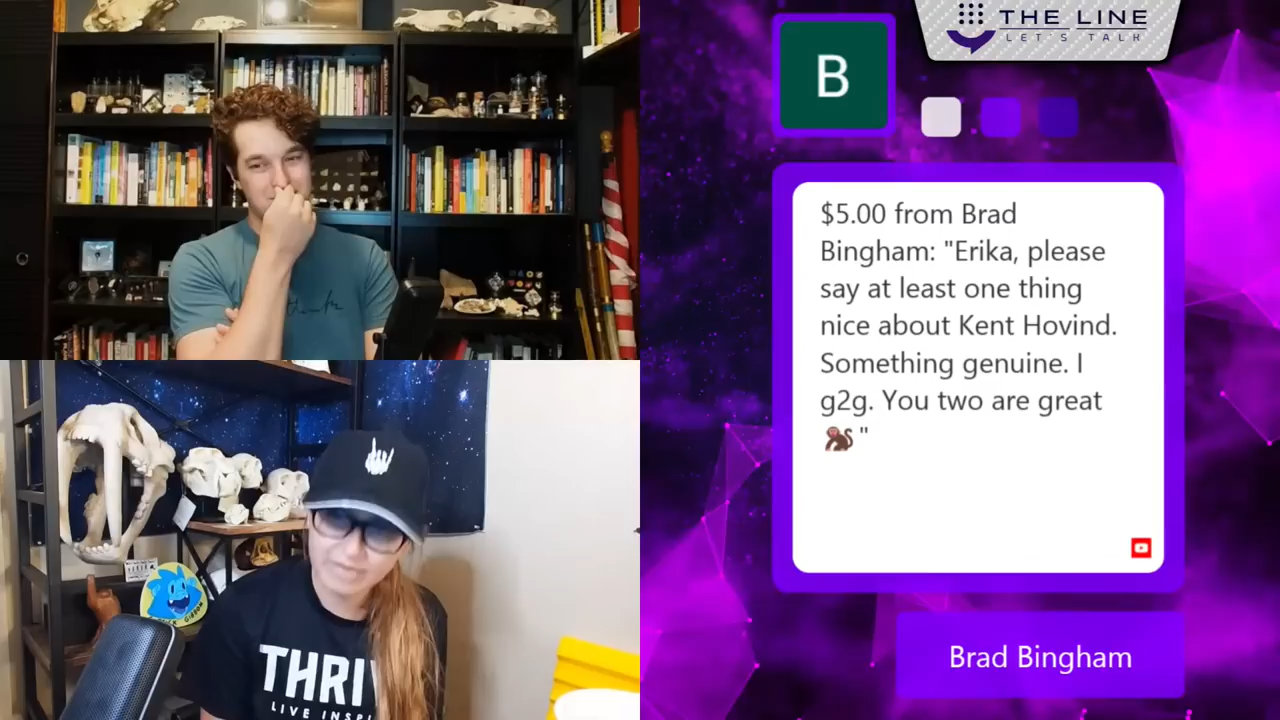 THE LINE
LET'S TALK
B
$5.00 from Brad
Bingham: "Erika, please
say at least one thing
nice about Kent Hovind.
Something genuine. I
g2g. You two are great
🐒"
Brad Bingham
THRI
LIVE INSPI